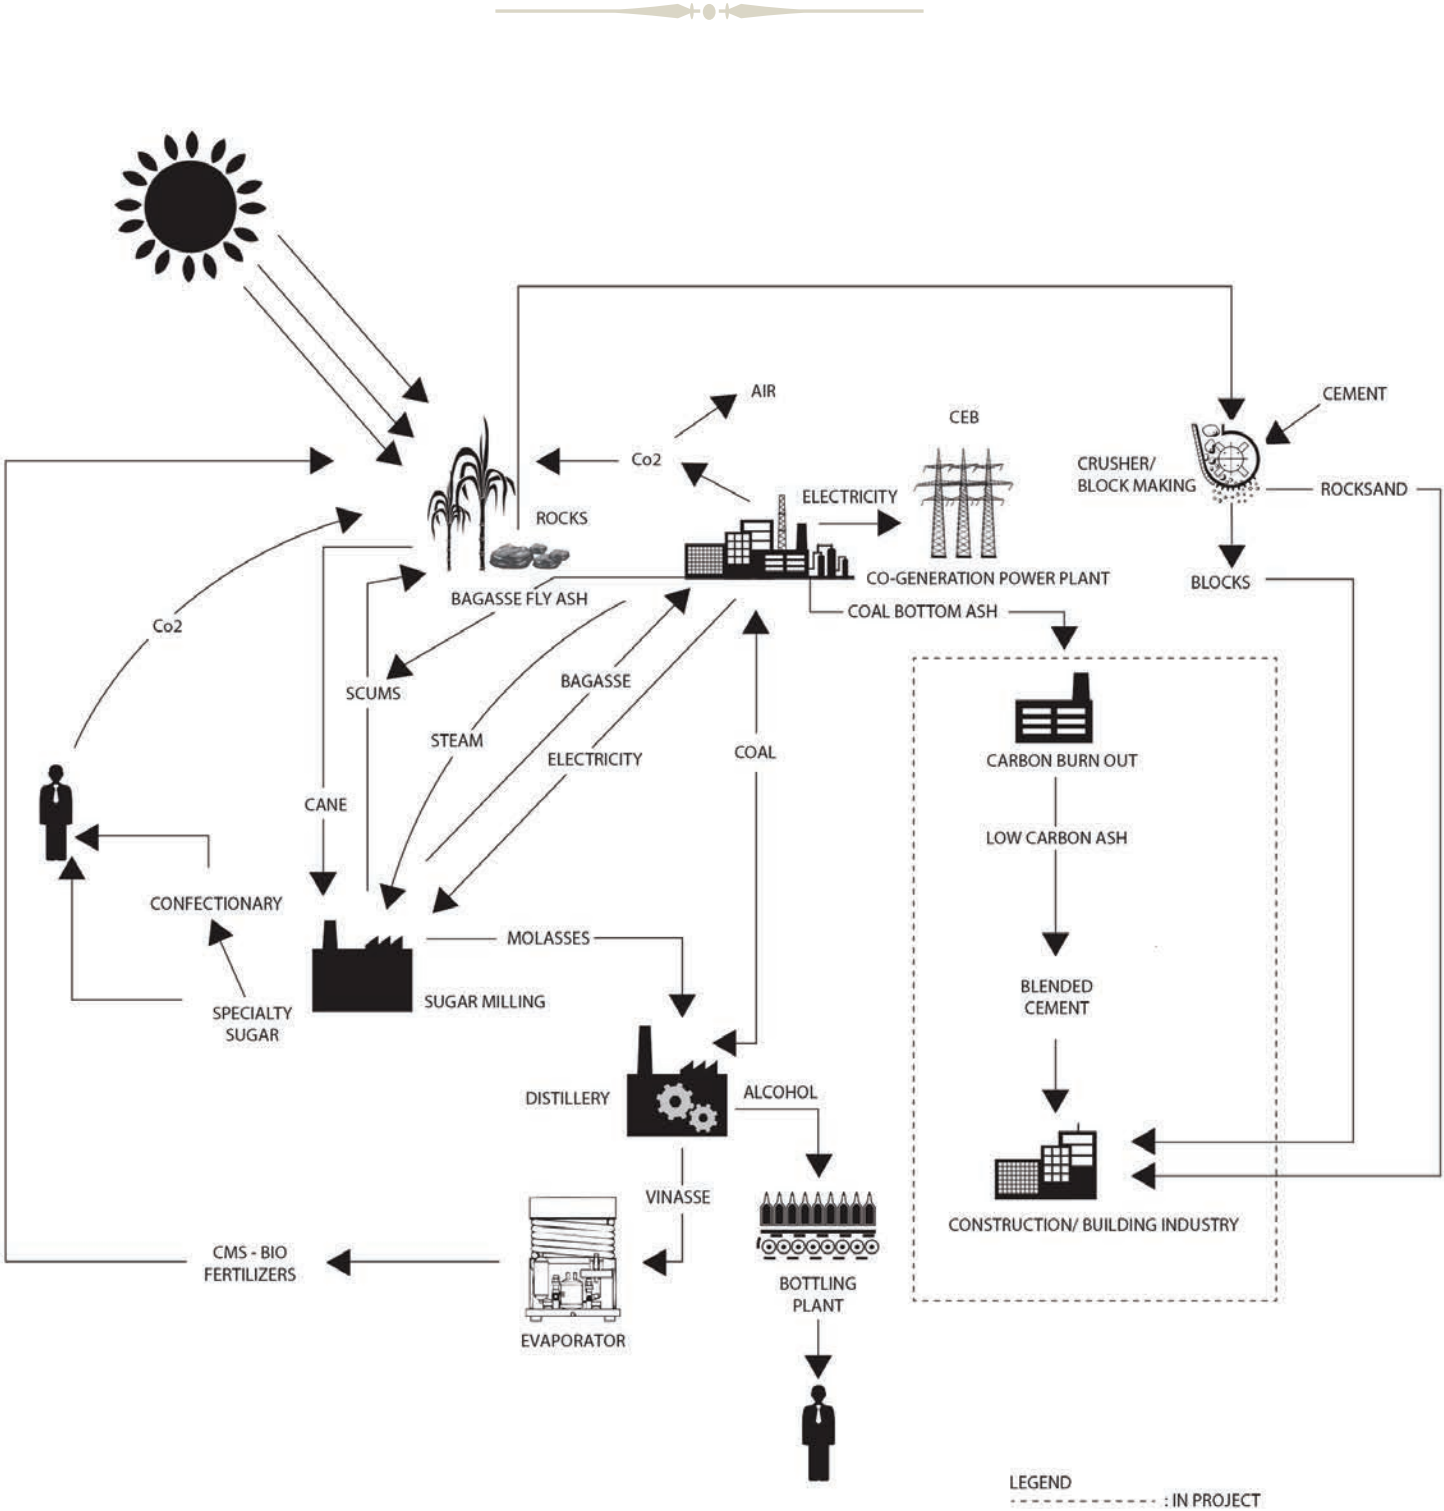 AIR
CEB
CEMENT
Co2
CRUSHER/
BLOCK MAKING
ROCKSAND
ELECTRICITY
ROCKS
CO-GENERATION POWER PLANT
BLOCKS
BAGASSE FLY ASH
COAL BOTTOM ASH
Co2
BAGASSE
SCUMS
STEAM
ELECTRICITY
COAL
CARBON BURN OUT
CANE
LOW CARBON ASH
CONFECTIONARY
MOLASSES
BLENDED
CEMENT
SUGAR MILLING
SPECIALTY
SUGAR
DISTILLERY
ALCOHOL
VINASSE
CONSTRUCTION/ BUILDING INDUSTRY
CMS - BIO
FERTILIZERS
BOTTLING
PLANT
EVAPORATOR
LEGEND
: IN PROJECT